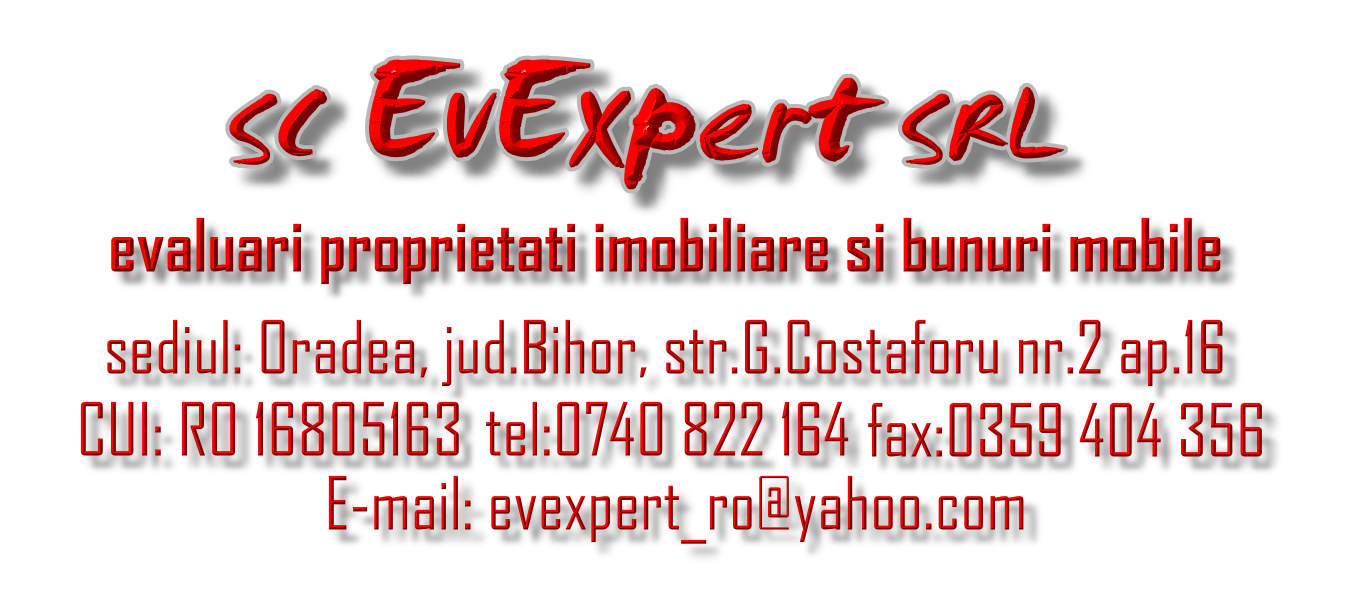 SC EvExpert SRL
evaluari proprietati imobiliare si bunuri mobile
sediul: Oradea, jud.Bihor, str.G.Costaforu nr.2 ap.16
CUI: RO 16805163 tel:0740 822 164 fax:0359 404 356
E-mail: evexpert_ro@yahoo.com